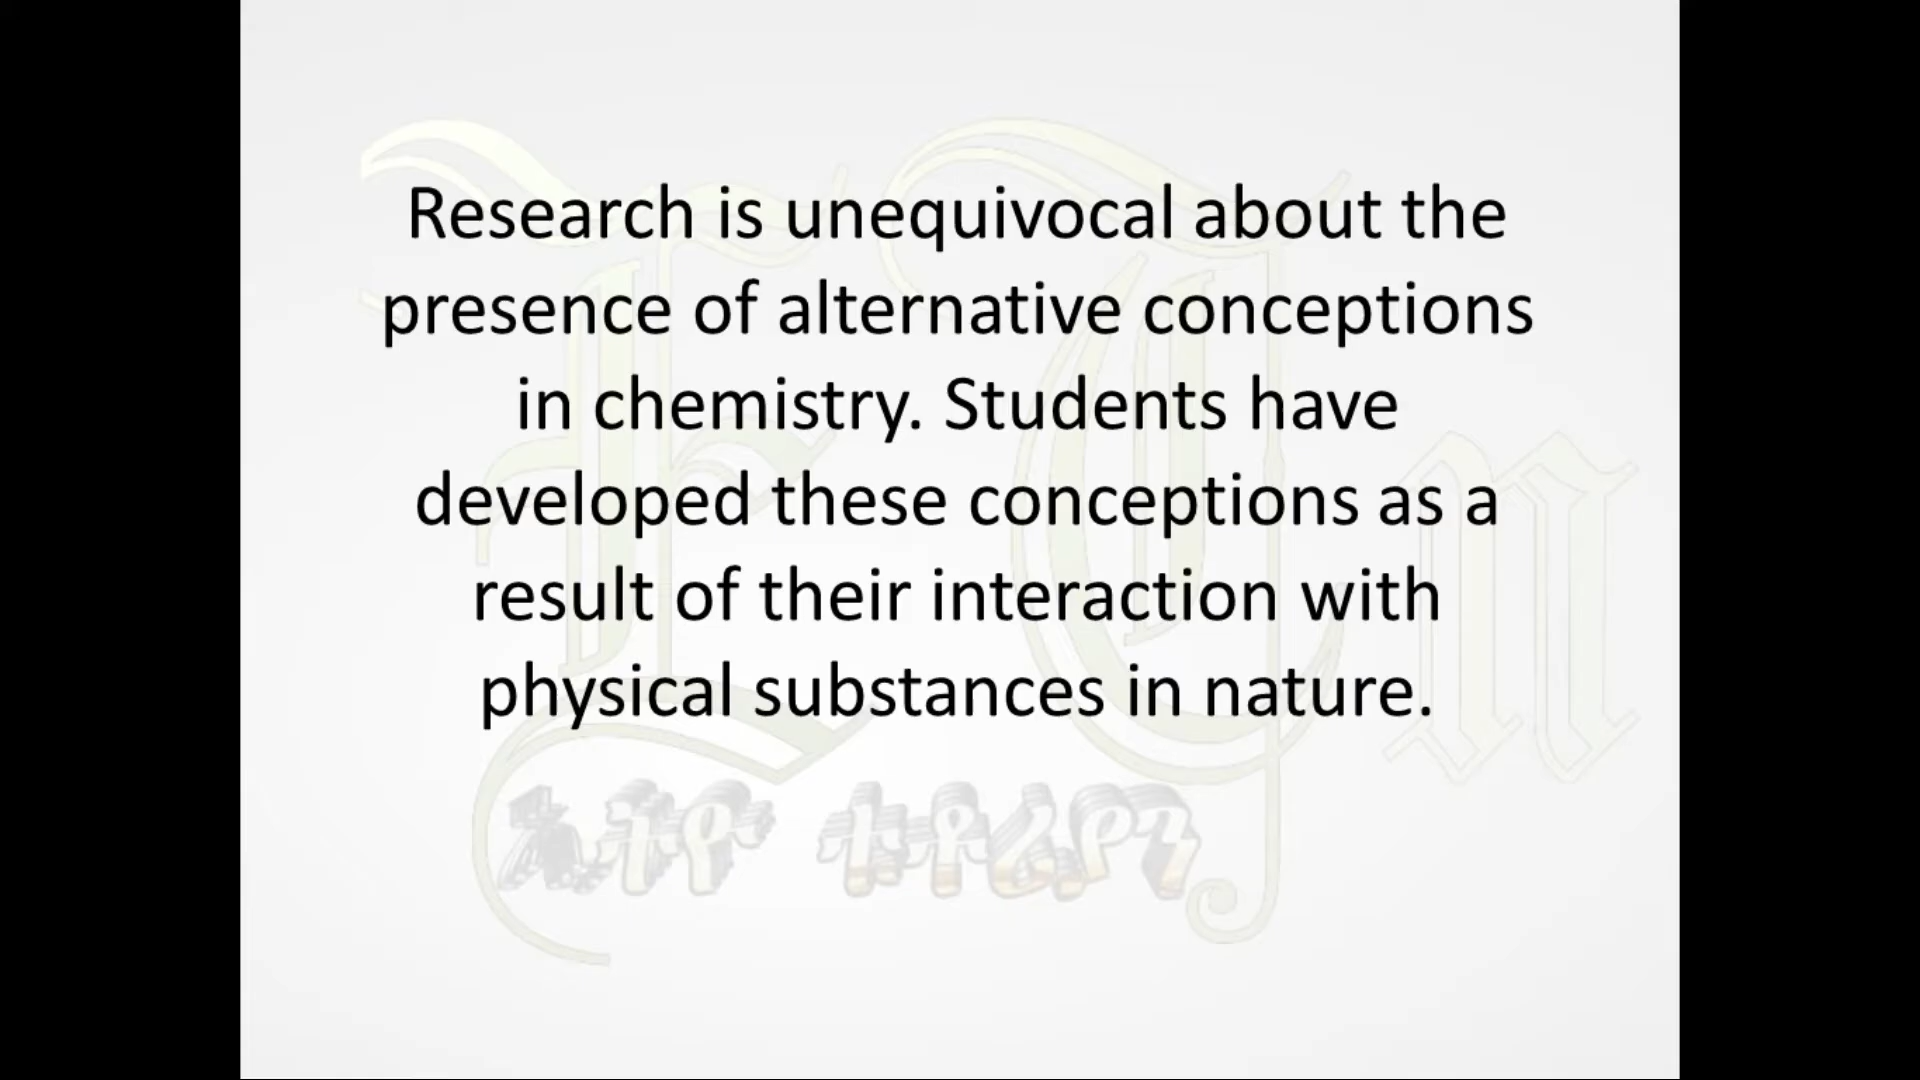 Research is unequivocal about the
presence of alternative conceptions
in chemistry. Students have
developed these conceptions as a
result of their interaction with
physical substances in nature.